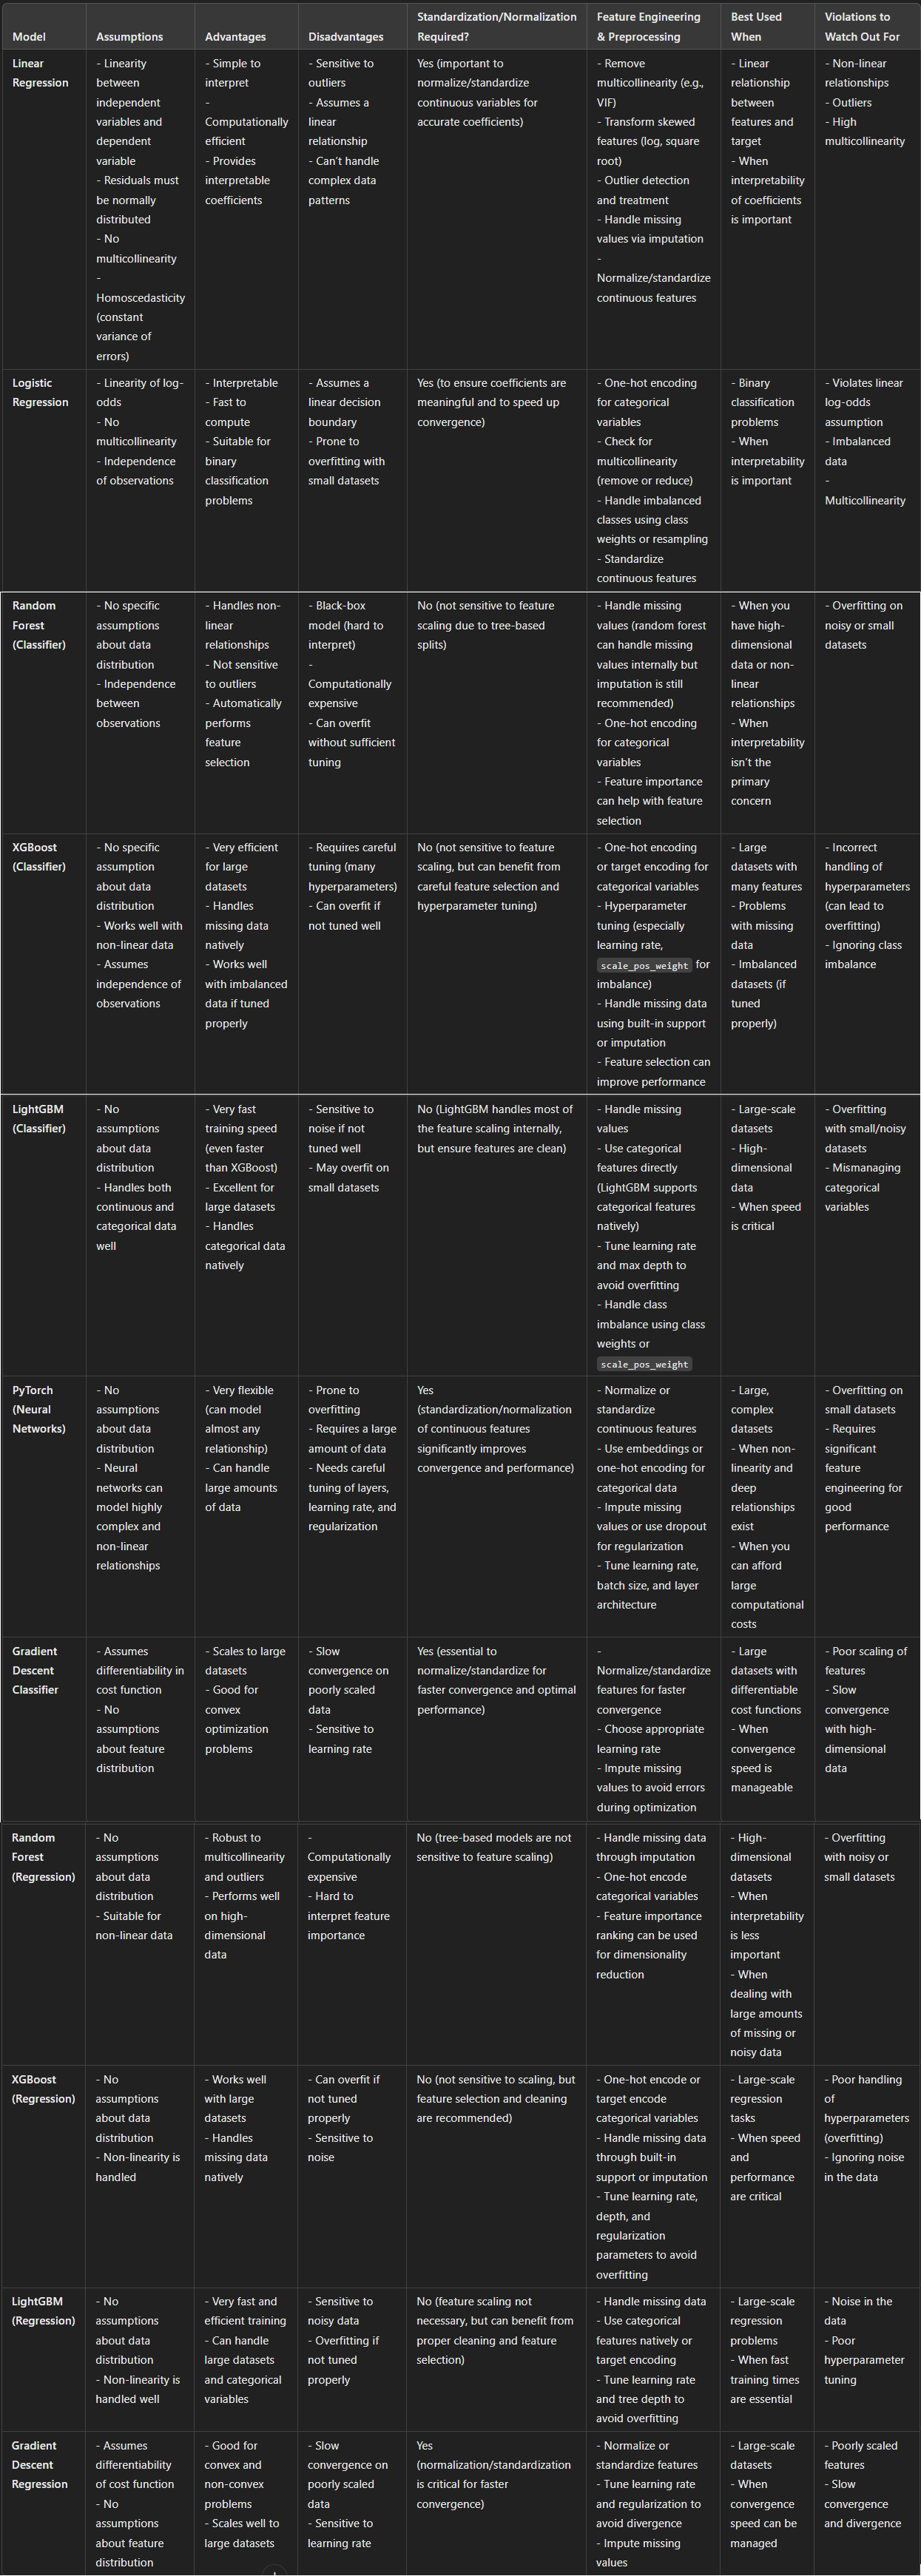 Model
Assumptions
Advantages
Disadvantages
Standardization/Normalization
Required?
Feature Engineering
& Preprocessing
Best Used
When
Violations to
Watch Out For
Linear
Regression
- Linearity
between
independent
variables and
dependent
variable
- Residuals must
be normally
distributed
- No
multicollinearity
-
Homoscedasticity
(constant
variance of
errors)
- Simple to
interpret
-
Computationally
efficient
- Provides
interpretable
coefficients
- Sensitive to
outliers
- Assumes a
linear
relationship
- Can't handle
complex data
patterns
Yes (important to
normalize/standardize
continuous variables for
accurate coefficients)
- Remove
multicollinearity (e.g.,
VIF)
- Transform skewed
features (log, square
root)
- Outlier detection
and treatment
- Handle missing
values via imputation
-
Normalize/standardize
continuous features
- Linear
relationship
between
features and
target
- When
interpretability
of coefficients
is important
- Non-linear
relationships
- Outliers
- High
multicollinearity
Logistic
Regression
- Linearity of log-
odds
- No
multicollinearity
- Independence
of observations
- Interpretable
- Fast to
compute
- Suitable for
binary
classification
problems
- Assumes a
linear decision
boundary
- Prone to
overfitting with
small datasets
Yes (to ensure coefficients are
meaningful and to speed up
convergence)
- One-hot encoding
for categorical
variables
- Check for
multicollinearity
(remove or reduce)
- Handle imbalanced
classes using class
weights or resampling
- Standardize
continuous features
- Binary
classification
problems
- When
interpretability
is important
- Violates linear
log-odds
assumption
- Imbalanced
data
-
Multicollinearity
Random
Forest
(Classifier)
- No specific
assumptions
about data
distribution
- Independence
between
observations
- Handles non-
linear
relationships
- Not sensitive
to outliers
- Automatically
performs
feature
selection
- Black-box
model (hard to
interpret)
-
Computationally
expensive
- Can overfit
without sufficient
tuning
No (not sensitive to feature
scaling due to tree-based
splits)
- Handle missing
values (random forest
can handle missing
values internally but
imputation is still
recommended)
- One-hot encoding
for categorical
variables
- Feature importance
can help with feature
selection
- When you
have high-
dimensional
data or non-
linear
relationships
- When
interpretability
isn't the
primary
concern
- Overfitting on
noisy or small
datasets
XGBoost
(Classifier)
- No specific
assumption
about data
distribution
- Works well with
non-linear data
- Assumes
independence of
observations
- Very efficient
for large
datasets
- Handles
missing data
natively
- Works well
with imbalanced
data if tuned
properly
- Requires careful
tuning (many
hyperparameters)
- Can overfit if
not tuned well
No (not sensitive to feature
scaling, but can benefit from
careful feature selection and
hyperparameter tuning)
- One-hot encoding
or target encoding for
categorical variables
- Hyperparameter
tuning (especially
learning rate,
scale_pos_weight for
imbalance)
- Handle missing data
using built-in support
or imputation
- Feature selection can
improve performance
- Large
datasets with
many features
- Problems
with missing
data
- Imbalanced
datasets (if
tuned
properly)
- Incorrect
handling of
hyperparameters
(can lead to
overfitting)
- Ignoring class
imbalance
LightGBM
(Classifier)
- No
assumptions
about data
distribution
- Handles both
continuous and
categorical data
well
- Very fast
training speed
(even faster
than XGBoost)
- Excellent for
large datasets
- Handles
categorical data
natively
- Sensitive to
noise if not
tuned well
- May overfit on
small datasets
No (LightGBM handles most of
the feature scaling internally,
but ensure features are clean)
- Handle missing
values
- Use categorical
features directly
(LightGBM supports
categorical features
natively)
- Tune learning rate
and max depth to
avoid overfitting
- Handle class
imbalance using class
weights or
scale_pos_weight
- Large-scale
datasets
- High-
dimensional
data
- When speed
is critical
- Overfitting
with small/noisy
datasets
- Mismanaging
categorical
variables
PyTorch
(Neural
Networks)
- No
assumptions
about data
distribution
- Neural
networks can
model highly
complex and
non-linear
relationships
- Very flexible
(can model
almost any
relationship)
- Can handle
large amounts
of data
- Prone to
overfitting
- Requires a large
amount of data
- Needs careful
tuning of layers,
learning rate, and
regularization
Yes
(standardization/normalization
of continuous features
significantly improves
convergence and performance)
- Normalize or
standardize
continuous features
- Use embeddings or
one-hot encoding for
categorical data
- Impute missing
values or use dropout
for regularization
- Tune learning rate,
batch size, and layer
architecture
- Large,
complex
datasets
- When non-
linearity and
deep
relationships
exist
- When you
can afford
large
computational
costs
- Overfitting on
small datasets
- Requires
significant
feature
engineering for
good
performance
Gradient
Descent
Classifier
- Assumes
differentiability in
cost function
- No
assumptions
about feature
distribution
- Scales to large
datasets
- Good for
convex
optimization
problems
- Slow
convergence on
poorly scaled
data
- Sensitive to
learning rate
Yes (essential to
normalize/standardize for
faster convergence and optimal
performance)
-
Normalize/standardize
features for faster
convergence
- Choose appropriate
learning rate
- Impute missing
values to avoid errors
during optimization
- Large
datasets with
differentiable
cost functions
- When
convergence
speed is
manageable
- Poor scaling of
features
- Slow
convergence
with high-
dimensional
data
Random
Forest
(Regression)
- No
assumptions
about data
distribution
- Suitable for
non-linear data
- Robust to
multicollinearity
and outliers
- Performs well
on high-
dimensional
data
-
Computationally
expensive
- Hard to
interpret feature
importance
No (tree-based models are not
sensitive to feature scaling)
- Handle missing data
through imputation
- One-hot encode
categorical variables
- Feature importance
ranking can be used
for dimensionality
reduction
- High-
dimensional
datasets
- When
interpretability
is less
important
- When
dealing with
large amounts
of missing or
noisy data
- Overfitting
with noisy or
small datasets
XGBoost
(Regression)
- No
assumptions
about data
distribution
- Non-linearity is
handled
- Works well
with large
datasets
- Handles
missing data
natively
- Can overfit if
not tuned
properly
- Sensitive to
noise
No (not sensitive to scaling, but
feature selection and cleaning
are recommended)
- One-hot encode or
target encode
categorical variables
- Handle missing data
through built-in
support or imputation
- Tune learning rate,
depth, and
regularization
parameters to avoid
overfitting
- Large-scale
regression
tasks
- When speed
and
performance
are critical
- Poor handling
of
hyperparameters
(overfitting)
- Ignoring noise
in the data
LightGBM
(Regression)
- No
assumptions
about data
distribution
- Non-linearity is
handled well
- Very fast and
efficient training
- Can handle
large datasets
and categorical
variables
- Sensitive to
noisy data
- Overfitting if
not tuned
properly
No (feature scaling not
necessary, but can benefit from
proper cleaning and feature
selection)
- Handle missing data
- Use categorical
features natively or
target encoding
- Tune learning rate
and tree depth to
avoid overfitting
- Large-scale
regression
problems
- When fast
training times
are essential
- Noise in the
data
- Poor
hyperparameter
tuning
Gradient
Descent
Regression
- Assumes
differentiability
of cost function
- No
assumptions
about feature
distribution
- Good for
convex and
non-convex
problems
- Scales well to
large datasets
- Slow
convergence on
poorly scaled
data
- Sensitive to
learning rate
Yes
(normalization/standardization
is critical for faster
convergence)
- Normalize or
standardize features
- Tune learning rate
and regularization to
avoid divergence
- Impute missing
values
- Large-scale
datasets
- When
convergence
speed can be
managed
- Poorly scaled
features
- Slow
convergence
and divergence